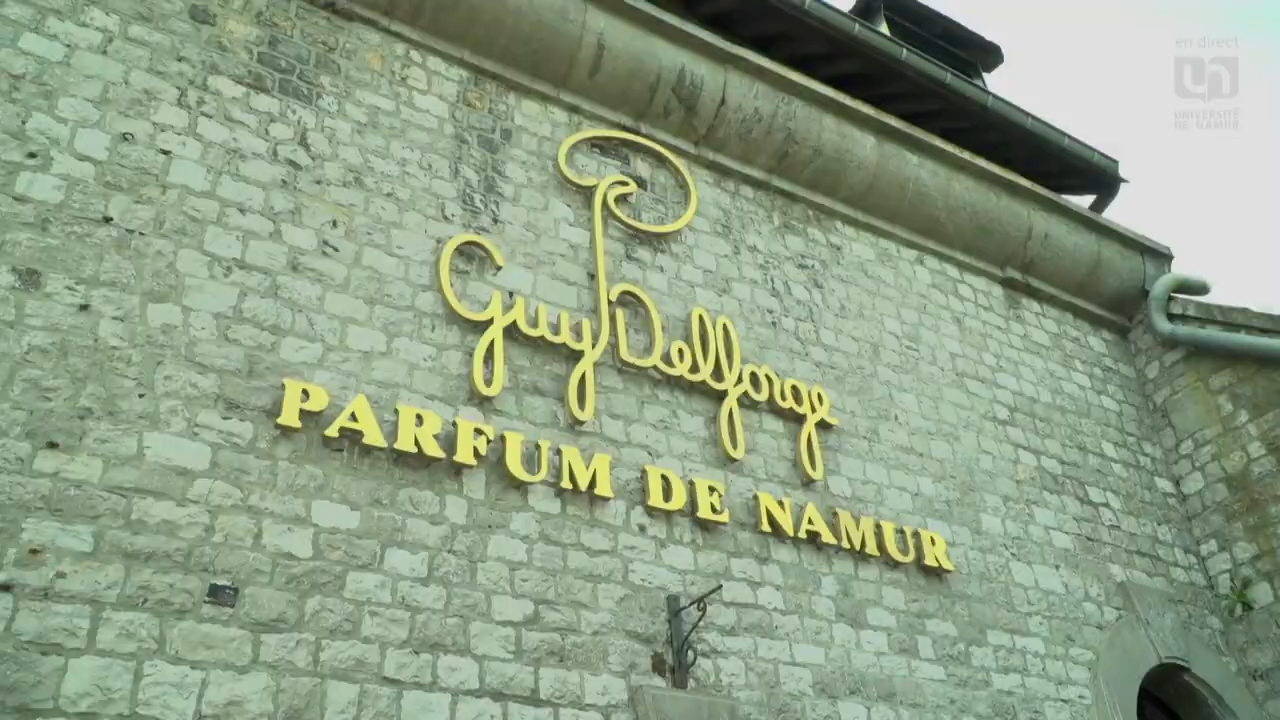 en direct
UNIVERSITÉ
DE NAMUR
Guy Delforge
PARFUM DE NAMUR